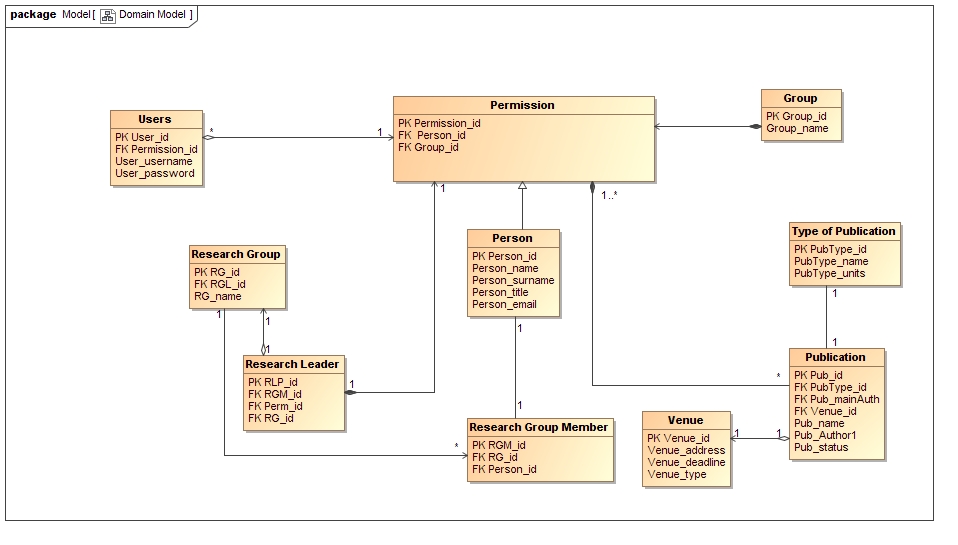 package Model [ Domain Model ]
Group
PK Group_id
Group_name
Permission
PK Permission_id
FK Person_id
FK Group_id
Users
PK User_id
FK Permission_id
User_username
User_password
*
1
1
1..*
Type of Publication
PK PubType_id
PubType_name
PubType_units
1
Person
PK Person_id
Person_name
Person_surname
Person_title
Person_email
1
Research Group
PK RG_id
FK RGL_id
RG_name
1
1
1
Research Leader
PK RLP_id
FK RGM_id
FK Perm_id
FK RG_id
1
1
Publication
PK Pub_id
FK PubType_id
FK Pub_mainAuth
FK Venue_id
Pub_name
Pub_Author1
Pub_status
*
Venue
PK Venue_id
Venue_address
Venue_deadline
Venue_type
1
1
1
Research Group Member
PK RGM_id
FK RG_id
FK Person_id
*